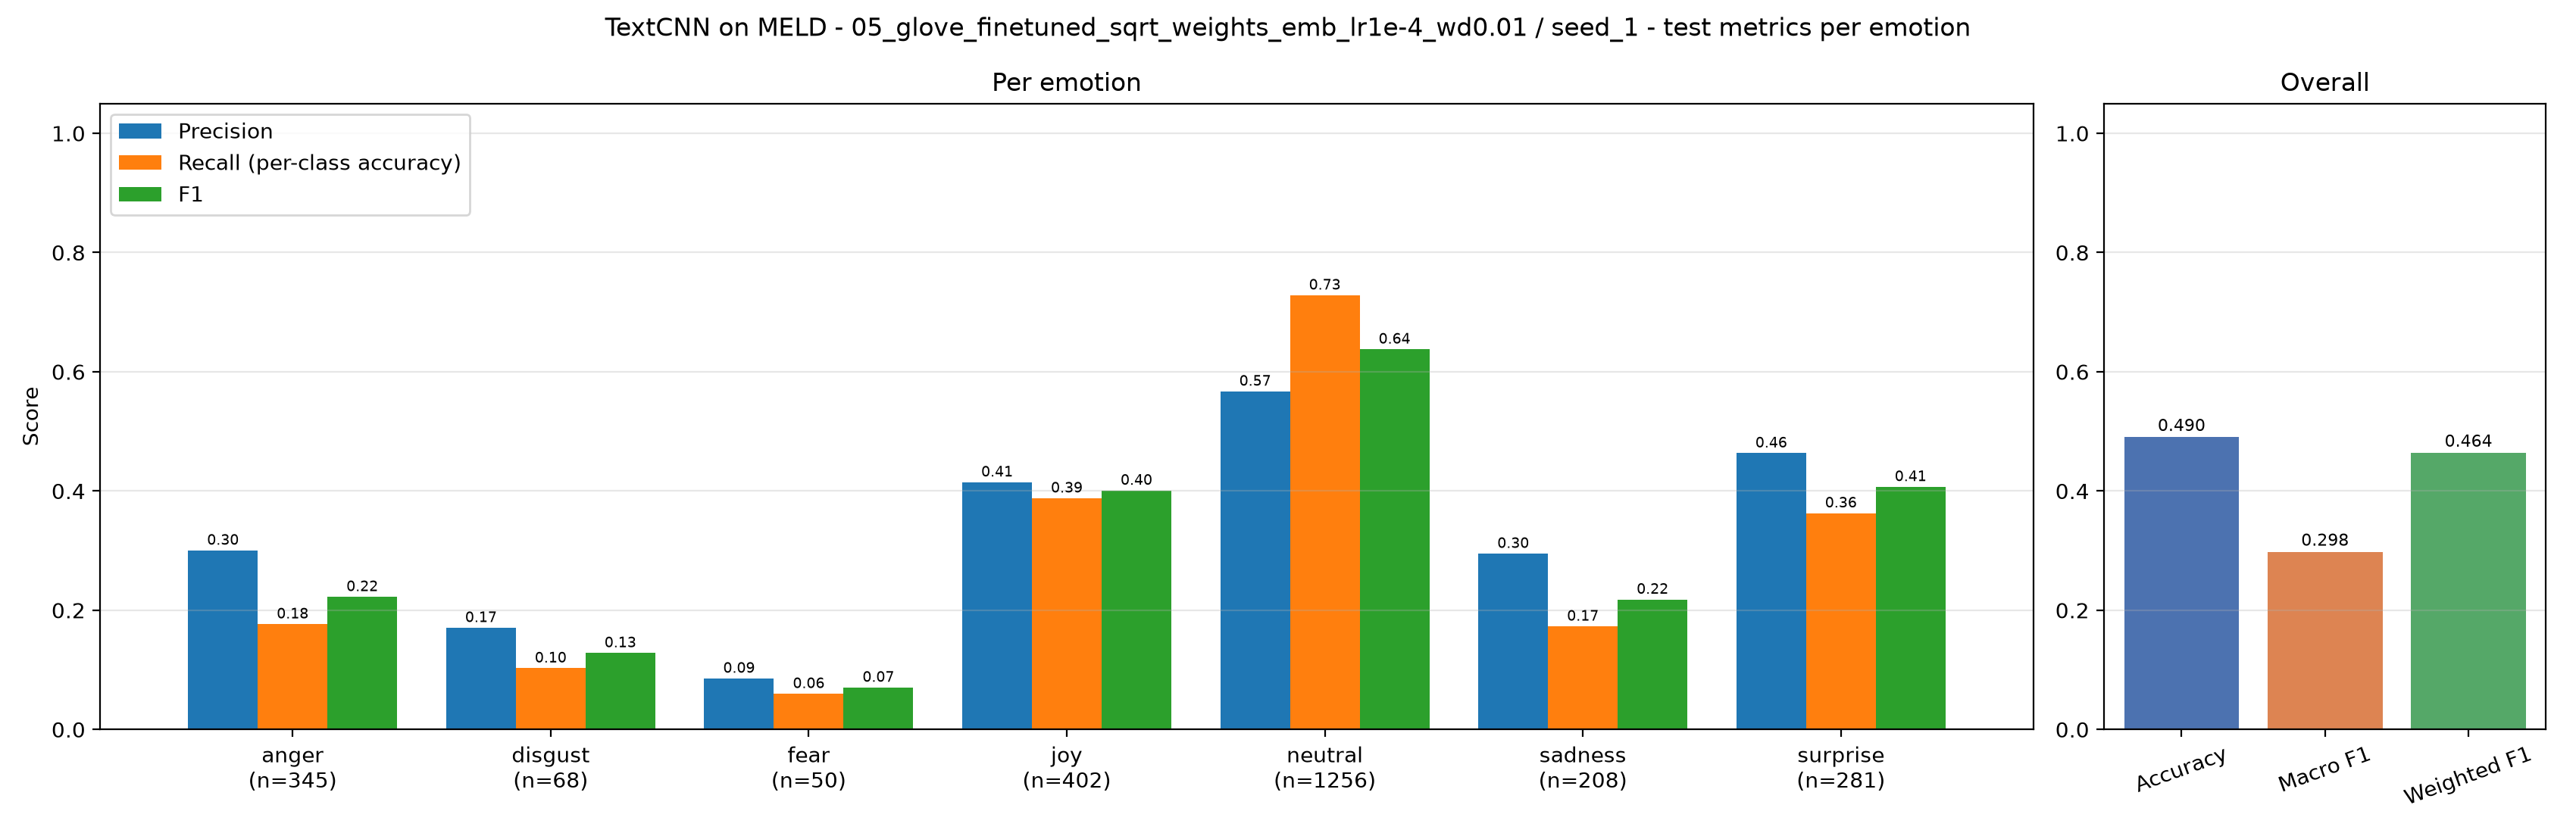 TextCNN on MELD - 05_glove_finetuned_sqrt_weights_emb_lr1e-4_wd0.01 / seed_1 - test metrics per emotion
Per emotion
Precision
Recall (per-class accuracy)
F1
Score
1.0
0.8
0.6
0.4
0.2
0.0
0.30
0.18
0.22
0.17
0.10
0.13
0.09
0.06
0.07
0.41
0.39
0.40
0.57
0.73
0.64
0.30
0.17
0.22
0.46
0.36
0.41
anger
(n=345)
disgust
(n=68)
fear
(n=50)
joy
(n=402)
neutral
(n=1256)
sadness
(n=208)
surprise
(n=281)
Overall
1.0
0.8
0.6
0.4
0.2
0.0
0.490
0.298
0.464
Accuracy
Macro F1
Weighted F1